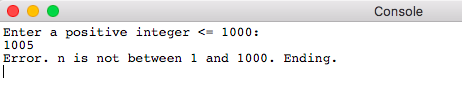 Console
Enter a positive integer <= 1000:
1005
Error. n is not between 1 and 1000. Ending.